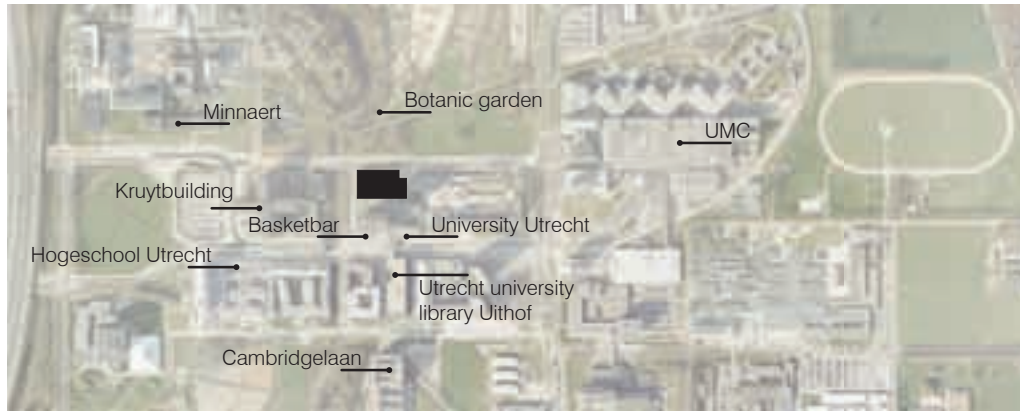 Botanic garden
Minnaert
UMC
Kruytbuilding
Basketbar
University Utrecht
Hogeschool Utrecht
Utrecht university
library Uithof
Cambridgelaan